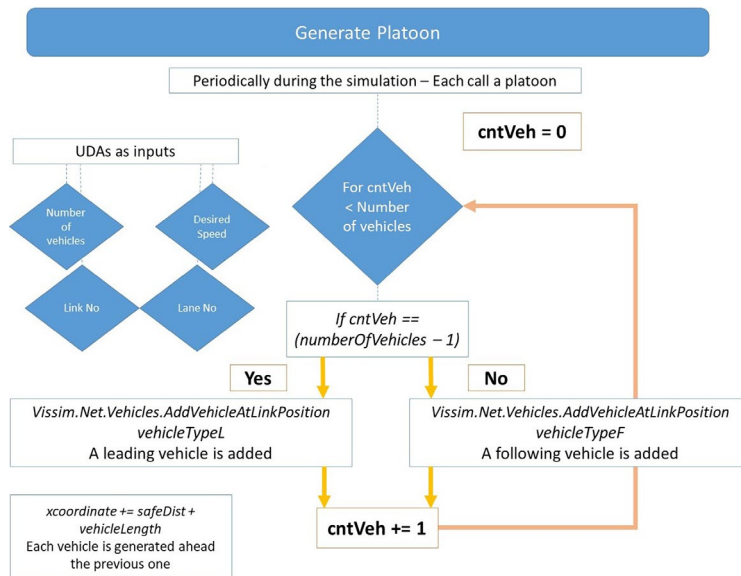 Generate Platoon
Periodically during the simulation – Each call a platoon
cntVeh = 0
UDAs as inputs
For cntVeh
< Number
of vehicles
Number
of
vehicles
Desired
Speed
Link No
Lane No
If cntVeh ==
(numberOfVehicles – 1)
Yes
No
Vissim.Net.Vehicles.AddVehicleAtLinkPosition
vehicleTypeL
A leading vehicle is added
Vissim.Net.Vehicles.AddVehicleAtLinkPosition
vehicleTypeF
A following vehicle is added
xcoordinate += safeDist +
vehicleLength
Each vehicle is generated ahead
the previous one
cntVeh += 1